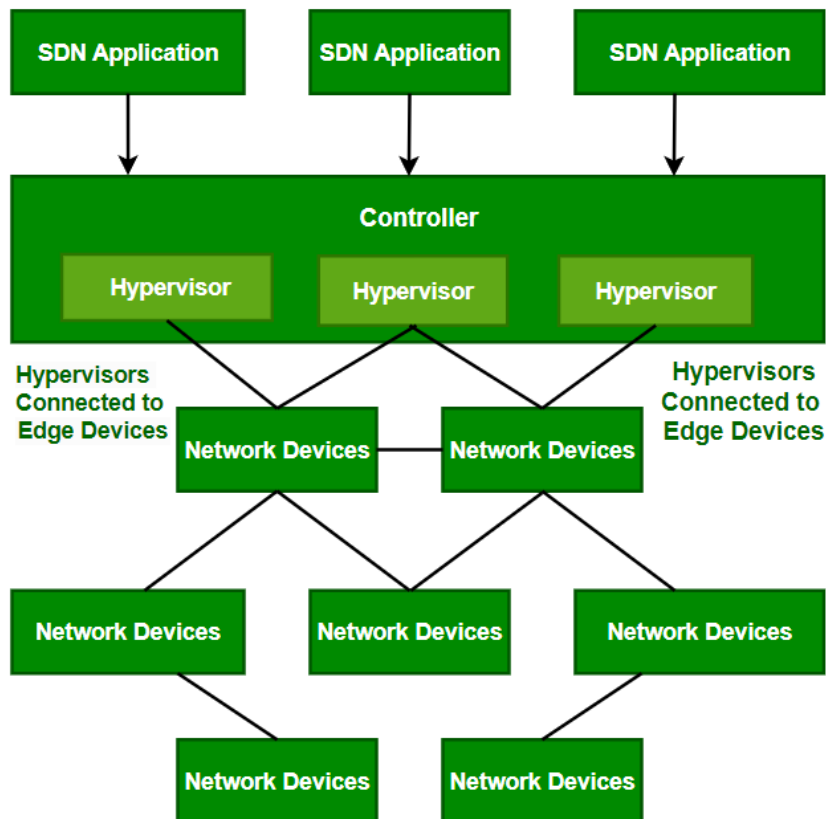 SDN Application
SDN Application
SDN Application
Controller
Hypervisor
Hypervisor
Hypervisor
Hypervisors
Connected to
Edge Devices
Hypervisors
Connected to
Edge Devices
Network Devices
Network Devices
Network Devices
Network Devices
Network Devices
Network Devices
Network Devices